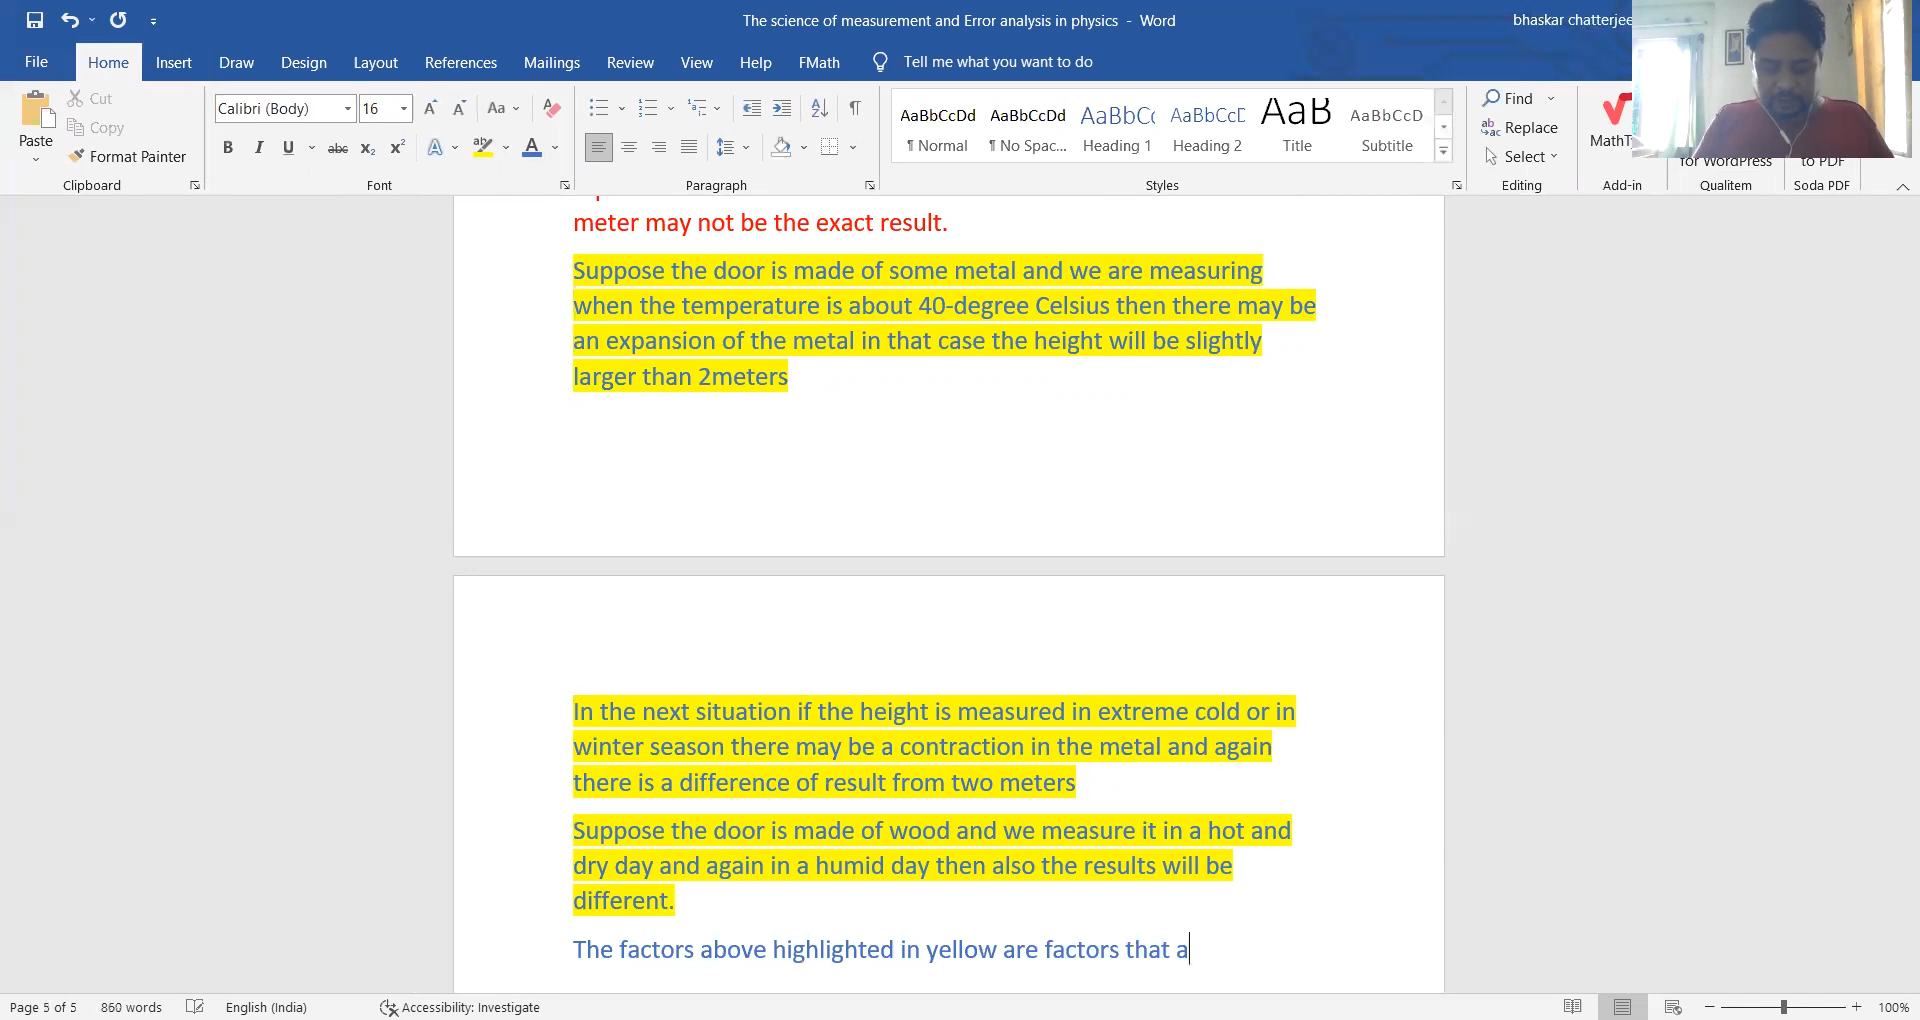 The science of measurement and Error analysis in physics - Word
bhaskar chatterjee
File Home Insert Draw Design Layout References Mailings Review View Help FMath Tell me what you want to do
Paste
Cut
Copy
Format Painter
Clipboard
Calibri (Body) 16
Font
Paragraph
AaBbCcDd AaBbCcDd AaBbC AaBbCcD AaB AaBbCcD
¶ Normal ¶ No Spac... Heading 1 Heading 2 Title Subtitle
Styles
Find
Replace
Select
Editing
Add-in
for WordPress
Qualitem
to PDF
Soda PDF
meter may not be the exact result.
Suppose the door is made of some metal and we are measuring
when the temperature is about 40-degree Celsius then there may be
an expansion of the metal in that case the height will be slightly
larger than 2meters
In the next situation if the height is measured in extreme cold or in
winter season there may be a contraction in the metal and again
there is a difference of result from two meters
Suppose the door is made of wood and we measure it in a hot and
dry day and again in a humid day then also the results will be
different.
The factors above highlighted in yellow are factors that a
Page 5 of 5 860 words English (India) Accessibility: Investigate 100%